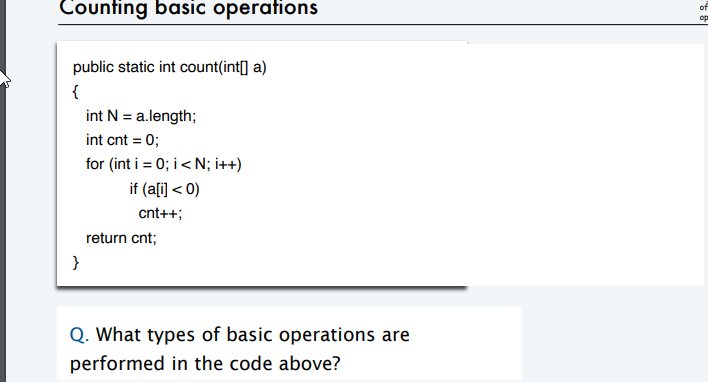 Counting basic operations
of
op
public static int count(int[] a)
{
int N = a.length;
int cnt = 0;
for (int i = 0; i < N; i++)
if (a[i] < 0)
cnt++;
return cnt;
}
Q. What types of basic operations are
performed in the code above?